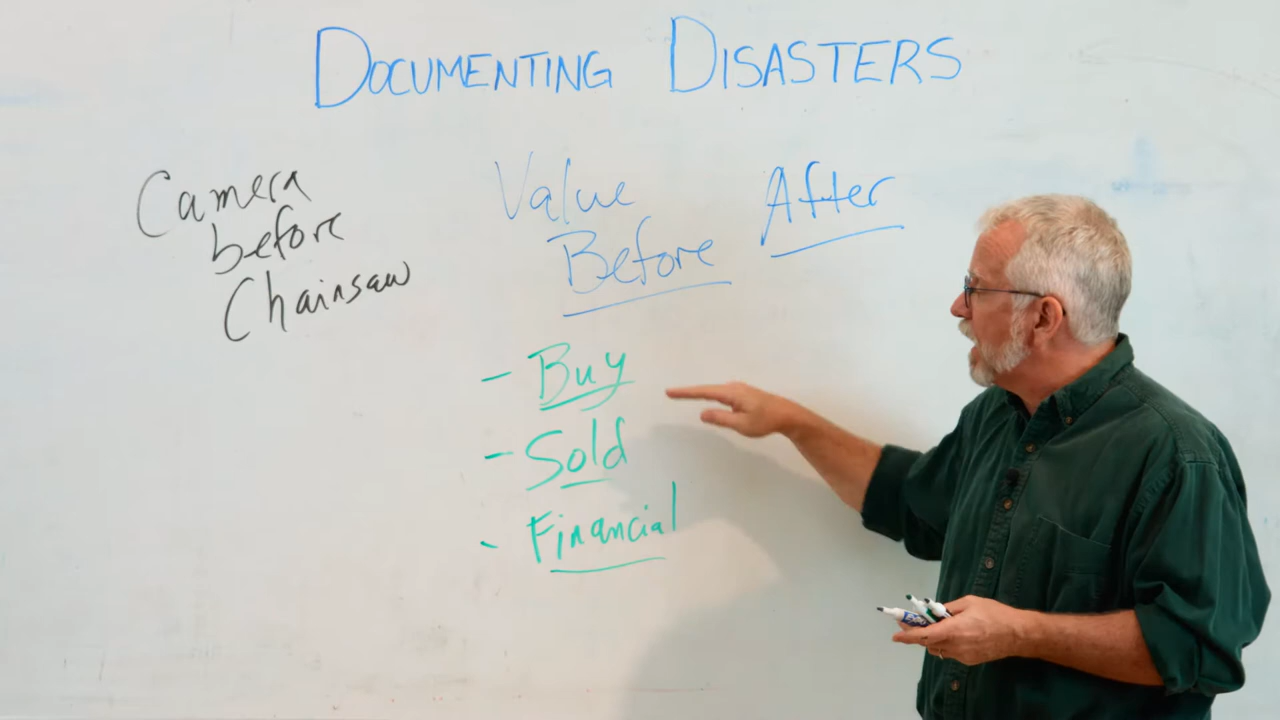 DOCUMENTING DISASTERS
Camera
before
Chainsaw
Value
Before
After
- Buy
- Sold
- Financial